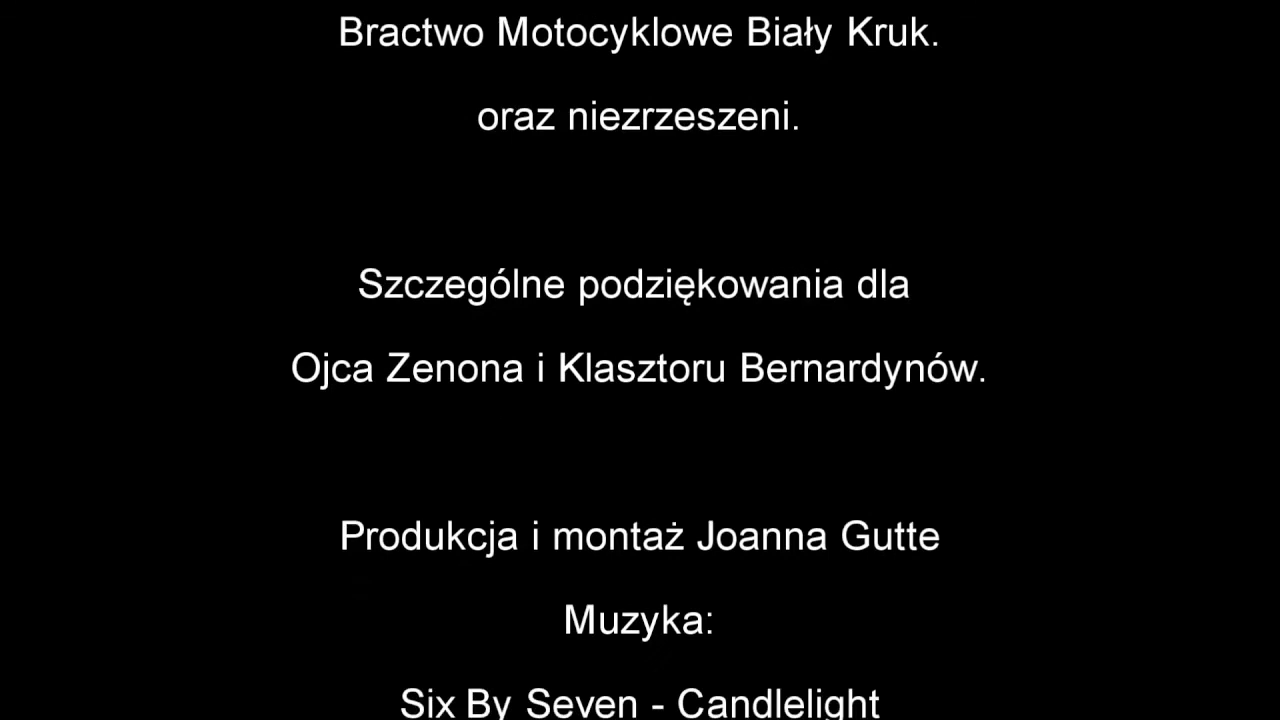 Bractwo Motocyklowe Biały Kruk.
oraz niezrzeszeni.
Szczególne podziękowania dla
Ojca Zenona i Klasztoru Bernardynów.
Produkcja i montaż Joanna Gutte
Muzyka:
Six By Seven - Candlelight